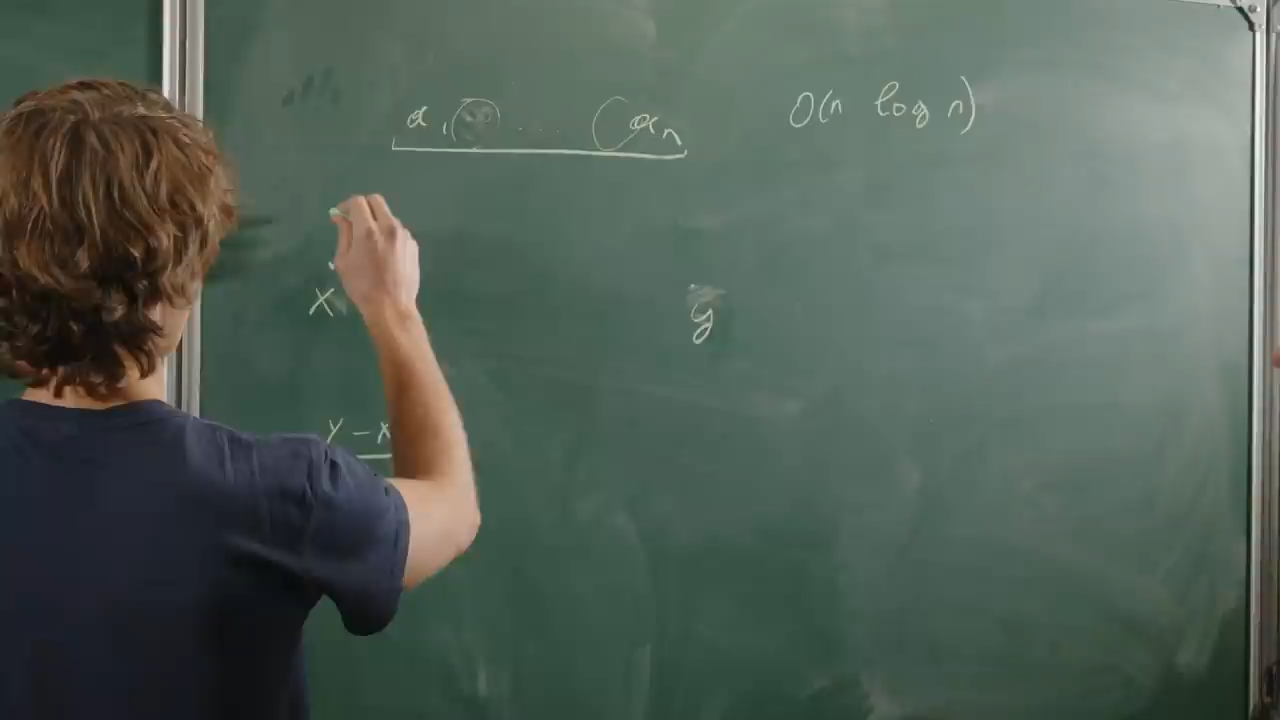 a₁ ..... aₙ O(n log n)
x y
y - x